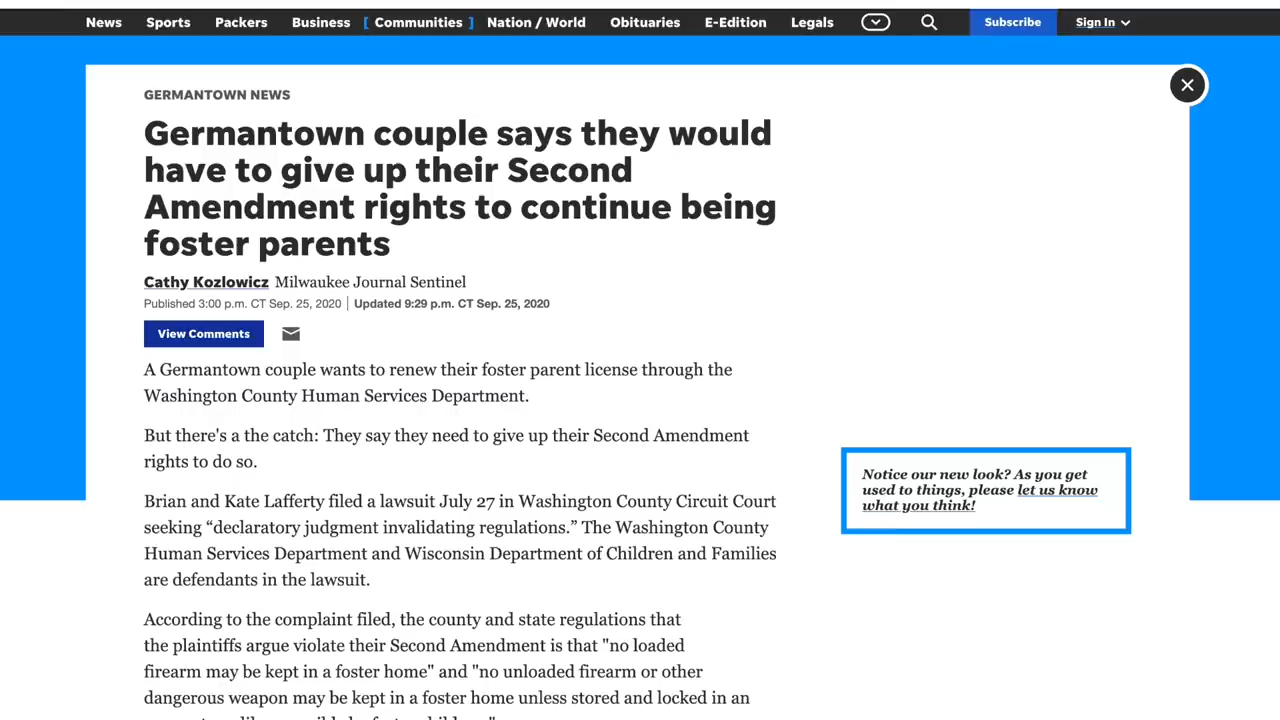 News Sports Packers Business [ Communities ] Nation / World Obituaries E-Edition Legals Subscribe Sign In
GERMANTOWN NEWS
Germantown couple says they would
have to give up their Second
Amendment rights to continue being
foster parents
Cathy Kozlowicz Milwaukee Journal Sentinel
Published 3:00 p.m. CT Sep. 25, 2020 | Updated 9:29 p.m. CT Sep. 25, 2020
View Comments
A Germantown couple wants to renew their foster parent license through the
Washington County Human Services Department.
But there's a the catch: They say they need to give up their Second Amendment
rights to do so.
Brian and Kate Lafferty filed a lawsuit July 27 in Washington County Circuit Court
seeking “declaratory judgment invalidating regulations.” The Washington County
Human Services Department and Wisconsin Department of Children and Families
are defendants in the lawsuit.
According to the complaint filed, the county and state regulations that
the plaintiffs argue violate their Second Amendment is that "no loaded
firearm may be kept in a foster home" and "no unloaded firearm or other
dangerous weapon may be kept in a foster home unless stored and locked in an
Notice our new look? As you get
used to things, please let us know
what you think!